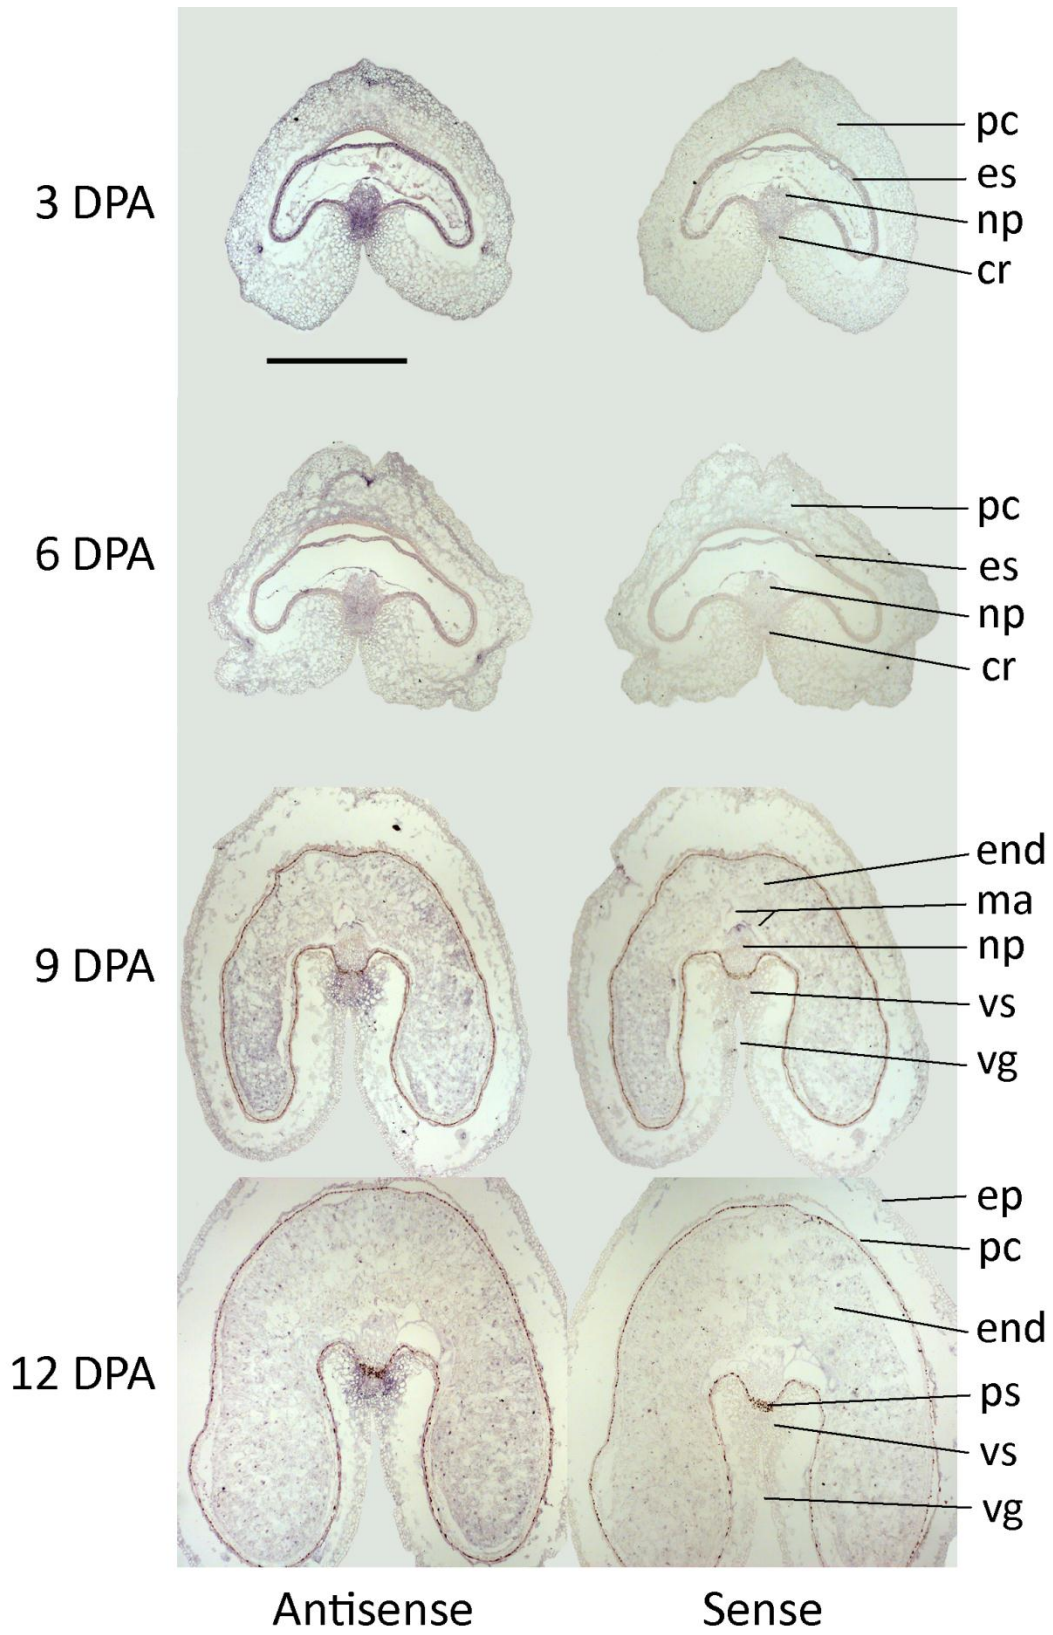 3 DPA
pc
es
np
cr
6 DPA
pc
es
np
cr
9 DPA
end
ma
np
vs
vg
12 DPA
ep
pc
end
ps
vs
vg
Antisense
Sense